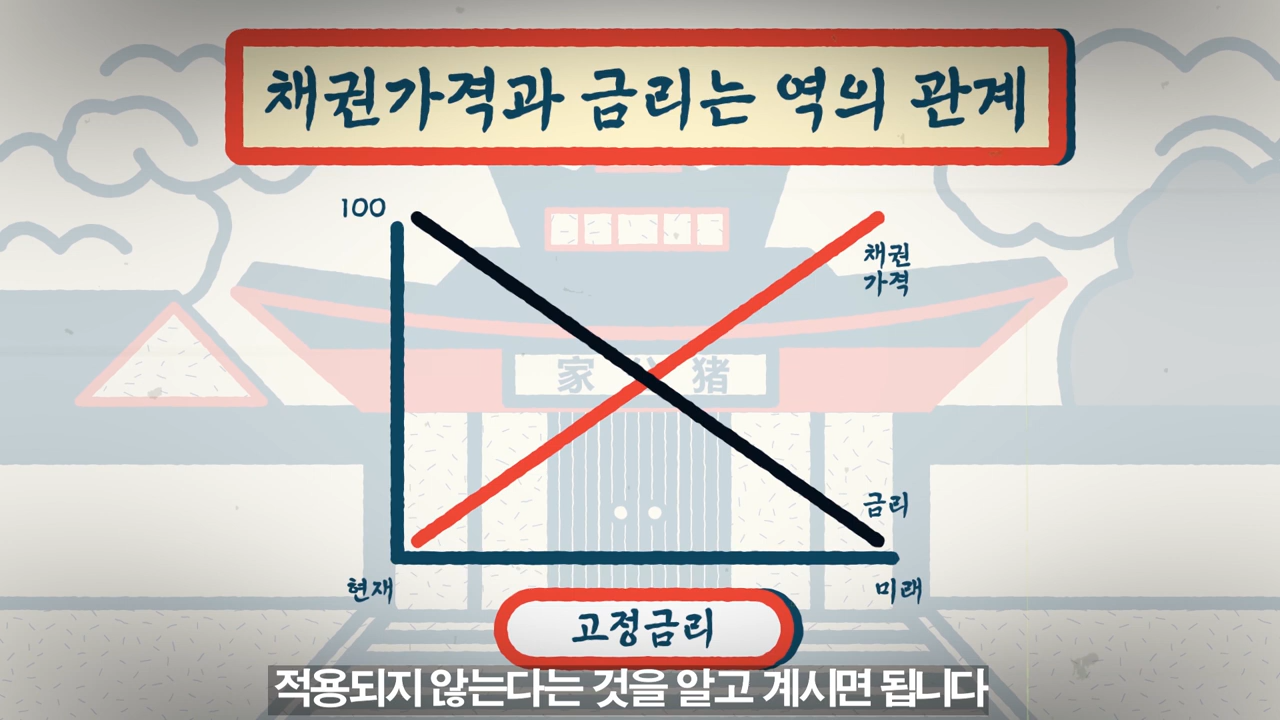 채권가격과 금리는 역의 관계
100
채권
가격
家 猪
금리
현재
미래
고정금리
적용되지 않는다는 것을 알고 계시면 됩니다